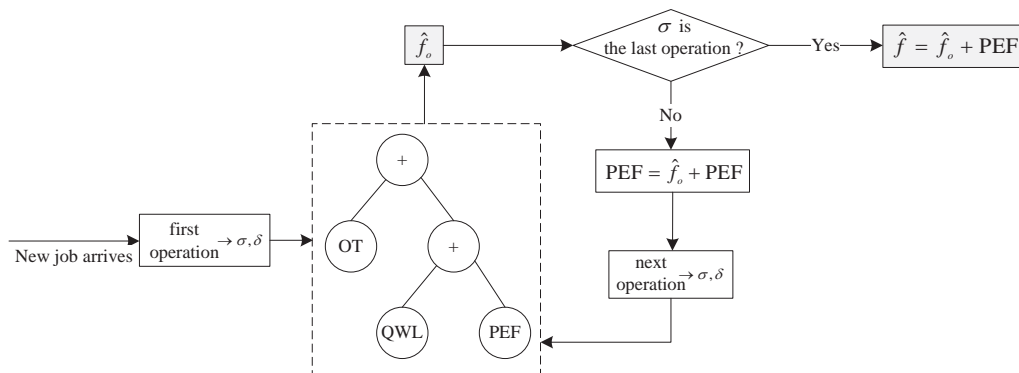 New job arrives
first
operation → σ, δ
+
OT
+
QWL
PEF
f̂ₒ
σ is
the last operation ?
Yes
f̂ = f̂ₒ + PEF
No
PEF = f̂ₒ + PEF
next
operation → σ, δ